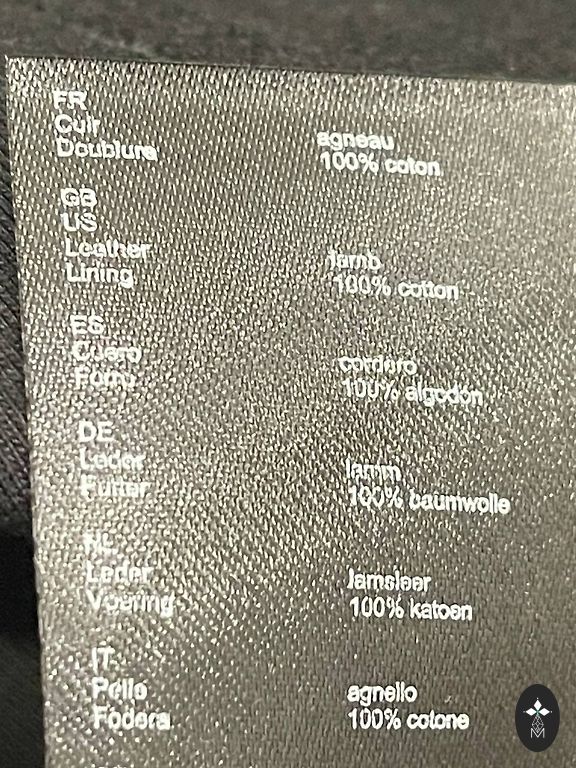 FR
Cuir agneau
Doublure 100% coton
GB
US
Leather lamb
Lining 100% cotton
ES
Cuero cordero
Forro 100% algodón
DE
Leder lamm
Futter 100% baumwolle
NL
Leder lamsleer
Voering 100% katoen
IT
Pelle agnello
Fodera 100% cotone
M